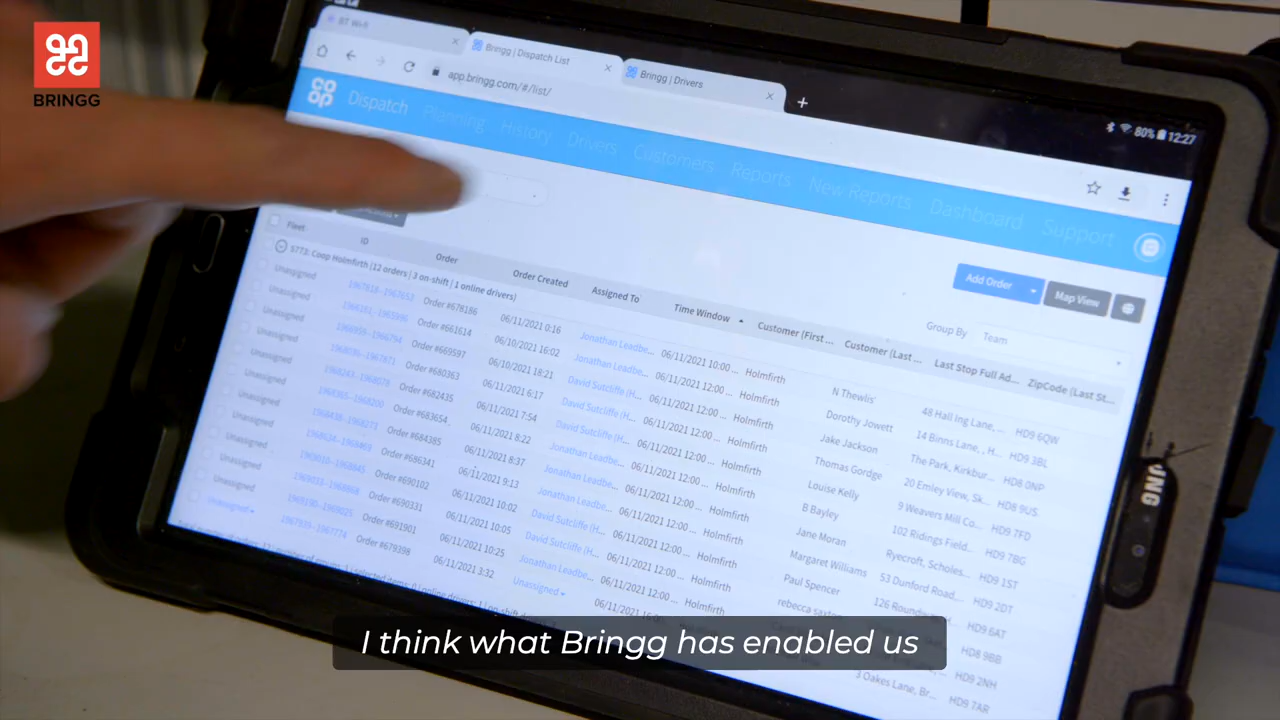 BRINGG
BT Wi-fi
Bringg | Dispatch List
Bringg | Drivers
app.bringg.com/#/list/
80% 12:27
CO OP Dispatch Planning History Drivers Customers Reports New Reports Dashboard Support
Add Order Map View
Group By Team
Fleet ID Order Order Created Assigned To Time Window Customer (First ... Customer (Last ... Last Stop Full Ad... ZipCode (Last St...
5773: Coop Holmfirth (12 orders | 3 on-shift | 1 online drivers)
Unassigned Order #678186 06/11/2021 0:16 Jonathan Leadbe... 06/11/2021 10:00 ... Holmfirth N Thewlis 48 Hall Ing Lane, ... HD9 6QW
Unassigned Order #661614 06/10/2021 16:02 Jonathan Leadbe... 06/11/2021 12:00 ... Holmfirth Dorothy Jowett 14 Binns Lane, , H... HD9 3BL
Unassigned Order #669597 06/10/2021 18:21 David Sutcliffe (H... 06/11/2021 12:00 ... Holmfirth Jake Jackson The Park, Kirkbur... HD8 0NP
Unassigned Order #680363 06/11/2021 6:17 David Sutcliffe (H... 06/11/2021 12:00 ... Holmfirth Thomas Gordge 20 Emley View, Sk... HD8 9US
Unassigned Order #682435 06/11/2021 7:54 David Sutcliffe (H... 06/11/2021 12:00 ... Holmfirth Louise Kelly 9 Weavers Mill Co... HD9 7FD
Unassigned Order #683654 06/11/2021 8:22 Jonathan Leadbe... 06/11/2021 12:00 ... Holmfirth B Bayley 102 Ridings Field... HD9 7BG
Unassigned Order #684385 06/11/2021 8:37 Jonathan Leadbe... 06/11/2021 12:00 ... Holmfirth Jane Moran Ryecroft, Scholes... HD9 1ST
Unassigned Order #686341 06/11/2021 9:13 Jonathan Leadbe... 06/11/2021 12:00 ... Holmfirth Margaret Williams 53 Dunford Road... HD9 2DT
Unassigned Order #690102 06/11/2021 10:02 David Sutcliffe (H... 06/11/2021 12:00 ... Holmfirth Paul Spencer 126 HD9 6AT
Unassigned Order #690331 06/11/2021 10:05 David Sutcliffe (H... 06/11/2021 12:00 ... Holmfirth rebecca HD8 9BB
Unassigned Order #691901 06/11/2021 10:25 Jonathan Leadbe... 06/11/2021 12:00 ... Holmfirth HD9 2NH
Unassigned Order #679398 06/11/2021 3:32 Unassigned 3 Oakes Lane, Br... HD9 7AR
I think what Bringg has enabled us